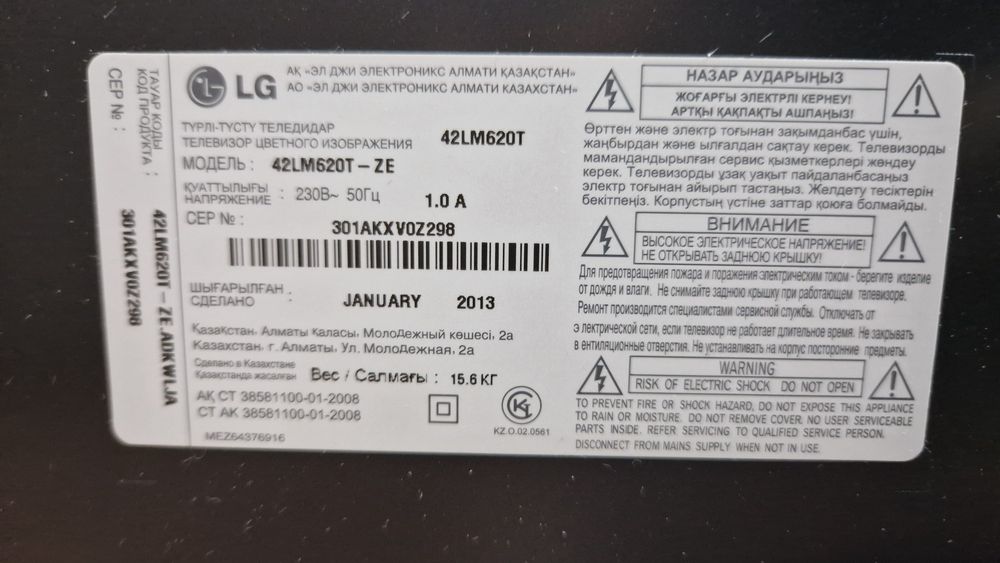 ТАУАР КОДЫ
КОД ПРОДУКТА :
42LM620T-ZE.ADKWLJA
СЕР № :
301AKXV0Z298
LG
АҚ «ЭЛ ДЖИ ЭЛЕКТРОНИКС АЛМАТИ ҚАЗАҚСТАН»
АО «ЭЛ ДЖИ ЭЛЕКТРОНИКС АЛМАТИ КАЗАХСТАН»
ТҮРЛІ-ТҮСТҮ ТЕЛЕДИДАР
ТЕЛЕВИЗОР ЦВЕТНОГО ИЗОБРАЖЕНИЯ
42LM620T
МОДЕЛЬ : 42LM620T-ZE
ҚУАТТЫЛЫҒЫ
НАПРЯЖЕНИЕ : 230В~ 50Гц 1.0 A
СЕР № : 301AKXV0Z298
ШЫҒАРЫЛҒАН
СДЕЛАНО : JANUARY 2013
Қазақстан, Алматы қаласы, Молодежный көшесі, 2а
Казахстан, г. Алматы, Ул. Молодежная, 2а
Сделано в Казахстане
Қазақстанда жасалған
Вес / Салмағы : 15.6 КГ
АҚ СТ 38581100-01-2008
СТ АК 38581100-01-2008
KZ.O.02.0561
MEZ64376916
НАЗАР АУДАРЫҢЫЗ
ЖОҒАРҒЫ ЭЛЕКТРЛІ КЕРНЕУ!
АРТҚЫ ҚАҚПАҚТЫ АШПАҢЫЗ!
Өрттен және электр тоғынан зақымданбас үшін,
жаңбырдан және ылғалдан сақтау керек. Телевизорды
мамандандырылған сервис қызметкерлері жөндеу
керек. Телевизорды ұзақ уақыт пайдаланбасаңыз
электр тоғынан айырып тастаңыз. Желдету тесіктерін
бекітпеңіз. Корпустың үстіне заттар қоюға болмайды.
ВНИМАНИЕ
ВЫСОКОЕ ЭЛЕКТРИЧЕСКОЕ НАПРЯЖЕНИЕ!
НЕ ОТКРЫВАТЬ ЗАДНЮЮ КРЫШКУ!
Для предотвращения пожара и поражения электрическим током - берегите изделие
от дождя и влаги. Не снимайте заднюю крышку при работающем телевизоре.
Ремонт производится специалистами сервисной службы. Отключать от
э лектрической сети, если телевизор не работает длительное время. Не закрывать
в ентиляционные отверстия. Не устанавливать на корпус посторонние предметы.
WARNING
RISK OF ELECTRIC SHOCK DO NOT OPEN
TO PREVENT FIRE OR SHOCK HAZARD, DO NOT EXPOSE THIS APPLIANCE
TO RAIN OR MOISTURE. DO NOT REMOVE COVER. NO USER SERVICEABLE
PARTS INSIDE. REFER SERVICING TO QUALIFIED SERVICE PERSON.
DISCONNECT FROM MAINS SUPPLY WHEN NOT IN USE.